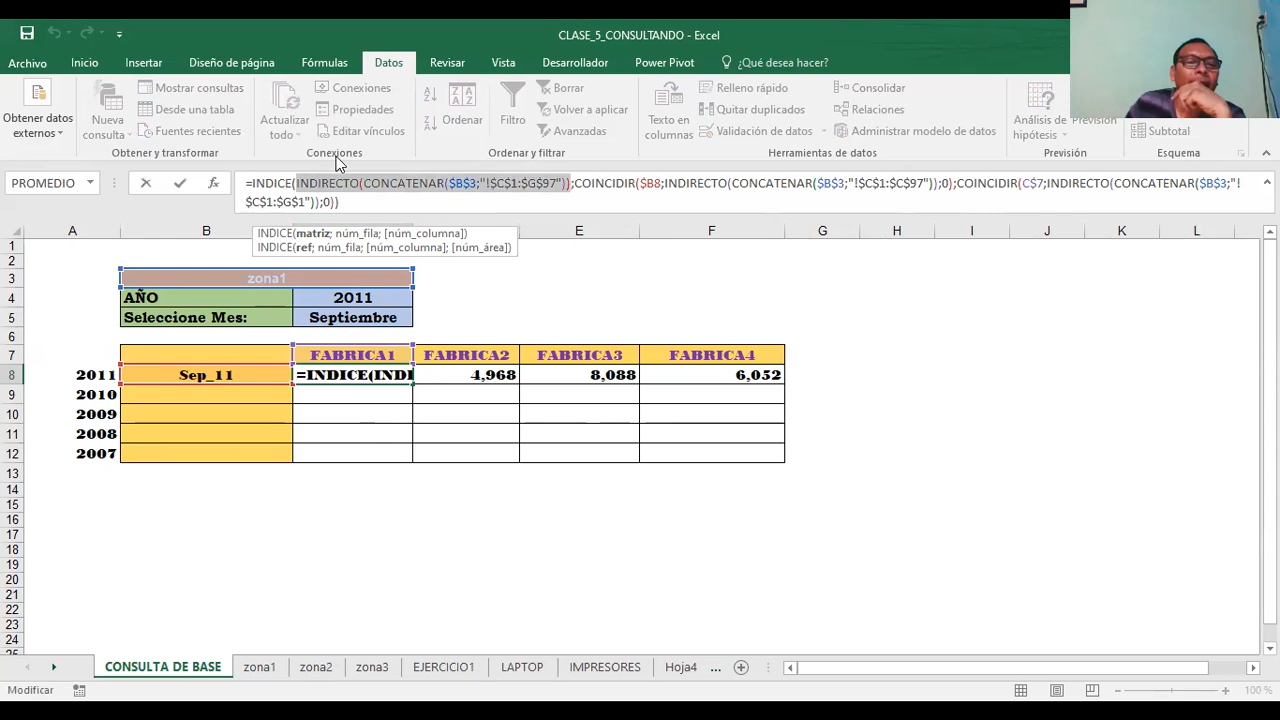 CLASE_5_CONSULTANDO - Excel
Archivo Inicio Insertar Diseño de página Fórmulas Datos Revisar Vista Desarrollador Power Pivot ¿Qué desea hacer?
Obtener datos externos
Nueva consulta
Mostrar consultas
Desde una tabla
Fuentes recientes
Obtener y transformar
Actualizar todo
Conexiones
Propiedades
Editar vínculos
Conexiones
Ordenar
Filtro
Borrar
Volver a aplicar
Avanzadas
Ordenar y filtrar
Texto en columnas
Relleno rápido
Quitar duplicados
Validación de datos
Consolidar
Relaciones
Administrar modelo de datos
Herramientas de datos
Análisis de hipótesis
Previsión
Previsión
Subtotal
Esquema
PROMEDIO
=INDICE(INDIRECTO(CONCATENAR($B$3;"!$C$1:$G$97"));COINCIDIR($B8;INDIRECTO(CONCATENAR($B$3;"!$C$1:$C$97"));0);COINCIDIR(C$7;INDIRECTO(CONCATENAR($B$3;"!
$C$1:$G$1"));0))
INDICE(matriz; núm_fila; [núm_columna])
INDICE(ref; núm_fila; [núm_columna]; [núm_área])
A B E F G H I J K L
1
2
3 zona1
4 AÑO 2011
5 Seleccione Mes: Septiembre
6
7 FABRICA1 FABRICA2 FABRICA3 FABRICA4
8 2011 Sep_11 =INDICE(INDI 4,968 8,088 6,052
9 2010
10 2009
11 2008
12 2007
13
14
15
16
17
18
19
20
21
22
23
24
25
CONSULTA DE BASE zona1 zona2 zona3 EJERCICIO1 LAPTOP IMPRESORES Hoja4 ...
Modificar
100 %